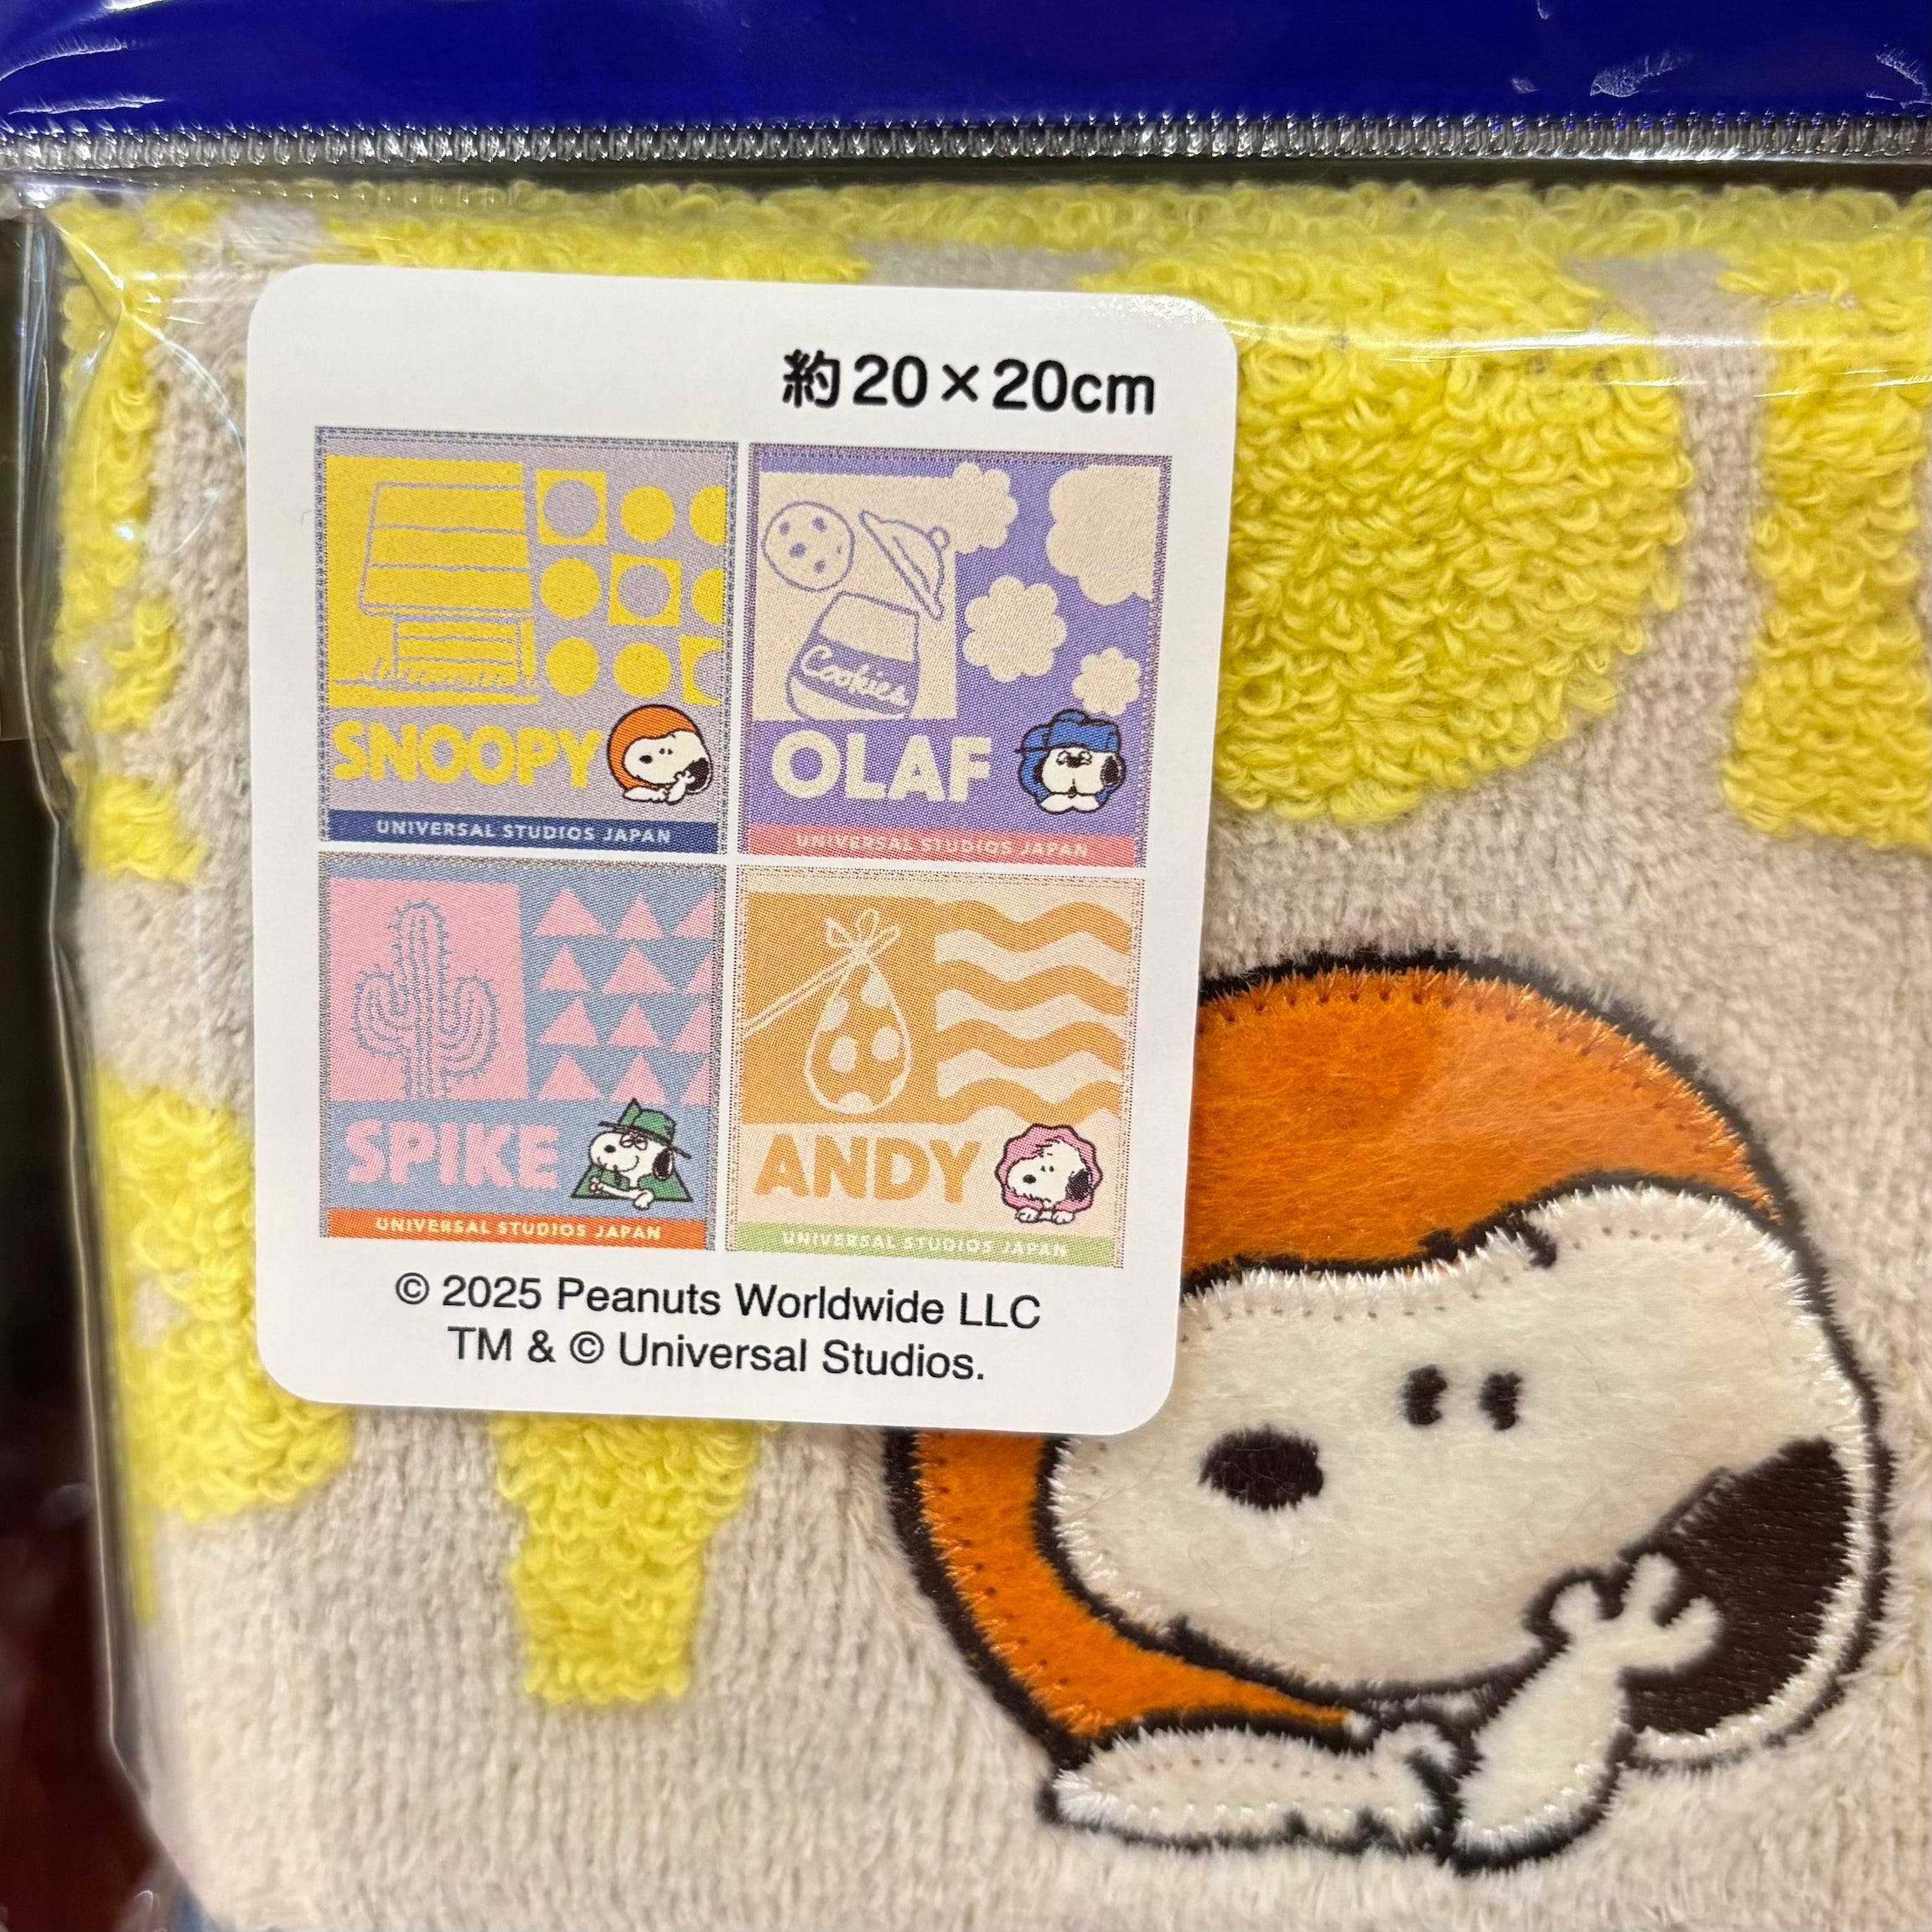 約20×20cm
SNOOPY
UNIVERSAL STUDIOS JAPAN
Cookies
OLAF
UNIVERSAL STUDIOS JAPAN
SPIKE
UNIVERSAL STUDIOS JAPAN
ANDY
UNIVERSAL STUDIOS JAPAN
© 2025 Peanuts Worldwide LLC
TM & © Universal Studios.